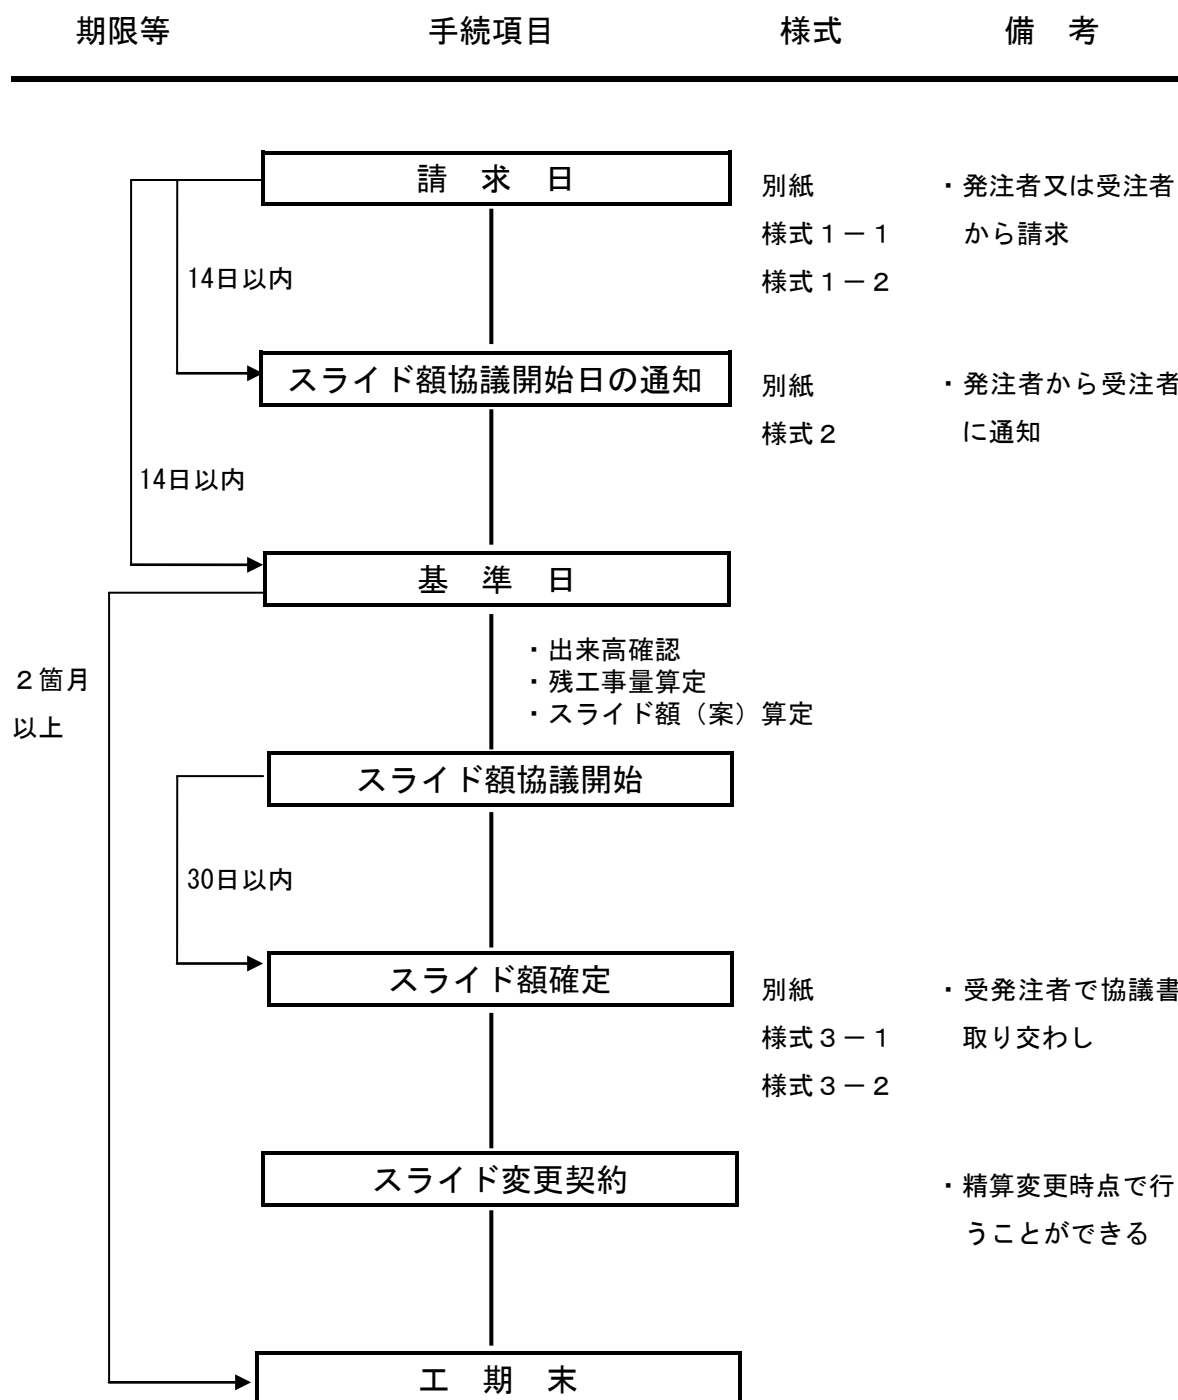 期限等 手続項目 様式 備 考
請 求 日
別紙
様式1-1
様式1-2
・発注者又は受注者
から請求
14日以内
スライド額協議開始日の通知
別紙
様式2
・発注者から受注者
に通知
14日以内
基 準 日
2箇月
以上
・出来高確認
・残工事量算定
・スライド額(案)算定
スライド額協議開始
30日以内
スライド額確定
別紙
様式3-1
様式3-2
・受発注者で協議書
取り交わし
スライド変更契約
・精算変更時点で行
うことができる
工 期 末